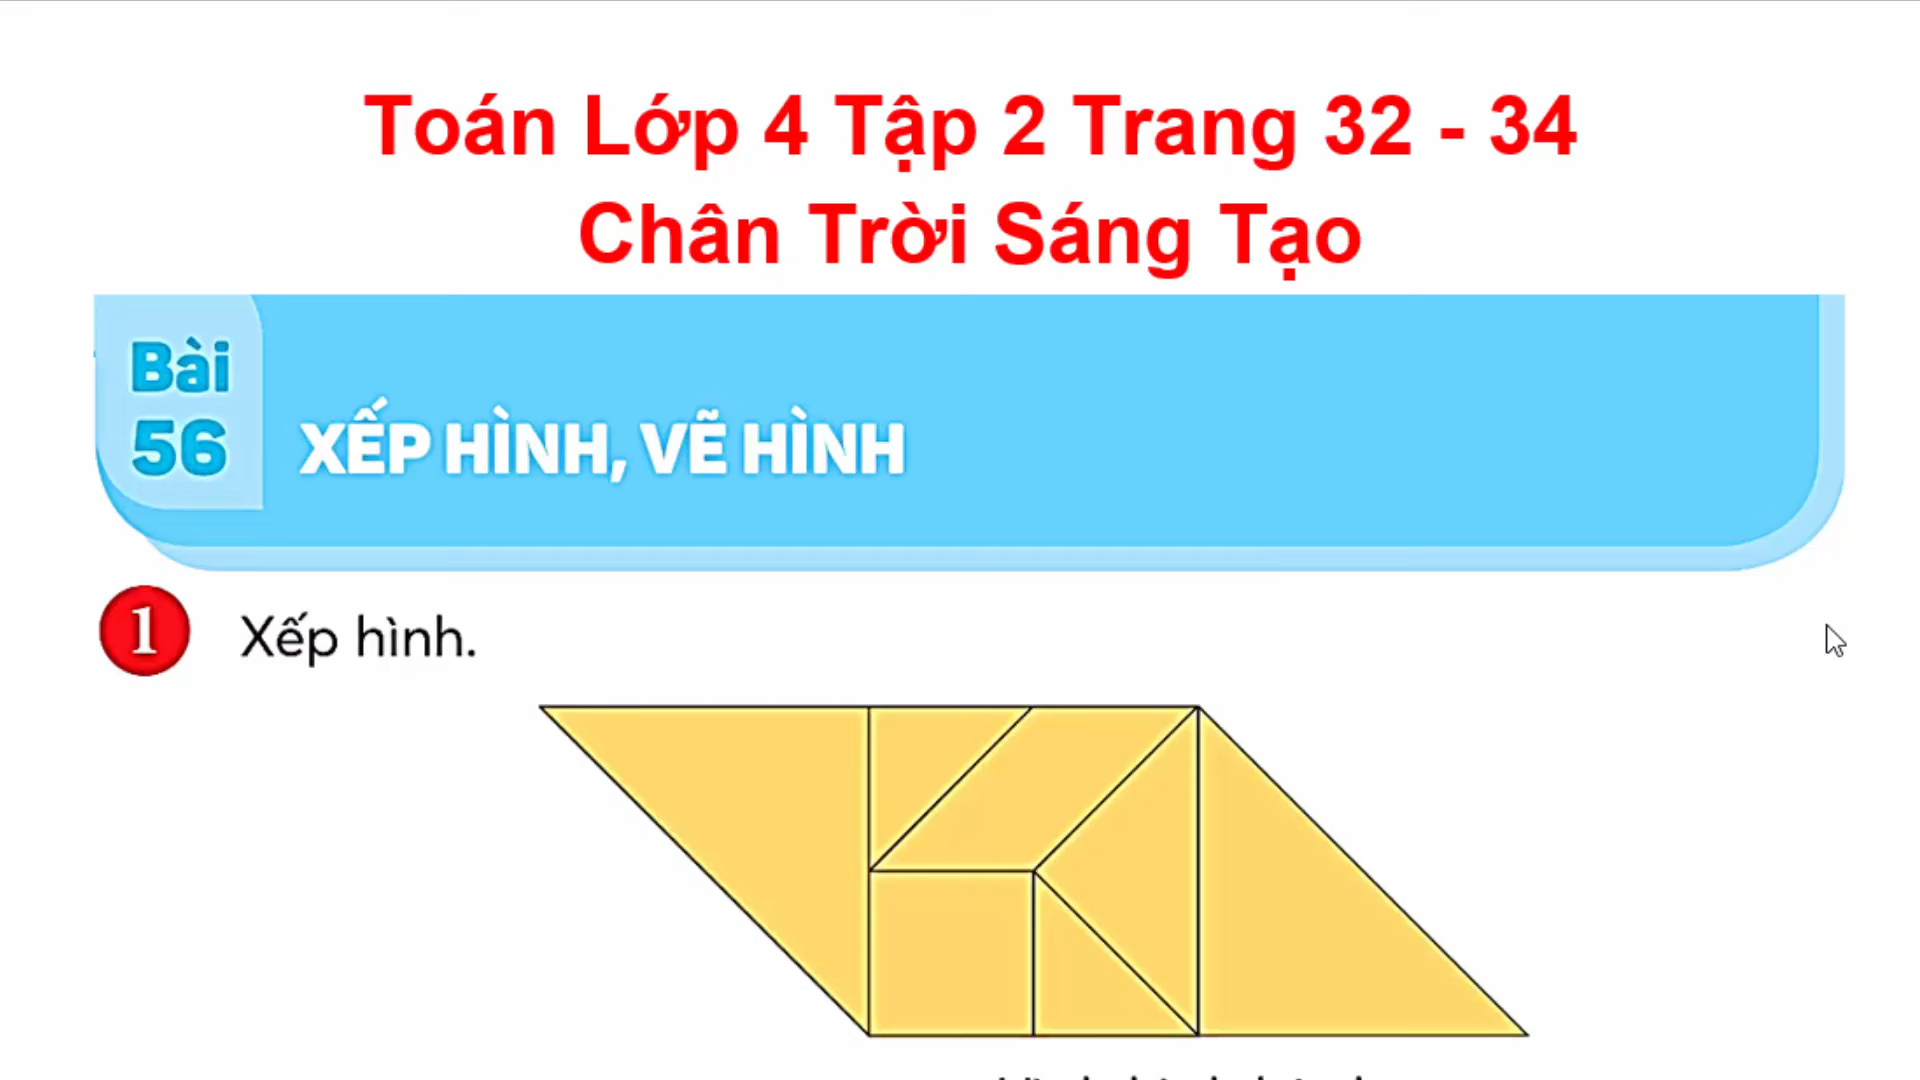 Toán Lớp 4 Tập 2 Trang 32 - 34
Chân Trời Sáng Tạo
Bài
56
XẾP HÌNH, VẼ HÌNH
1 Xếp hình.